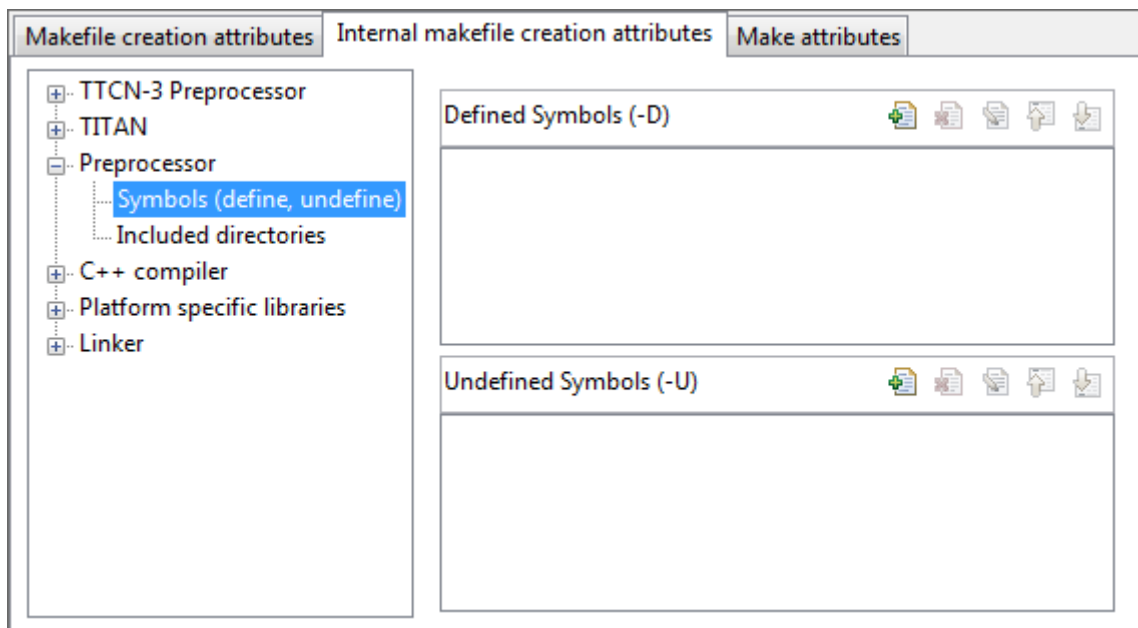 Makefile creation attributes
Internal makefile creation attributes
Make attributes
TTCN-3 Preprocessor
TITAN
Preprocessor
Symbols (define, undefine)
Included directories
C++ compiler
Platform specific libraries
Linker
Defined Symbols (-D)
Undefined Symbols (-U)